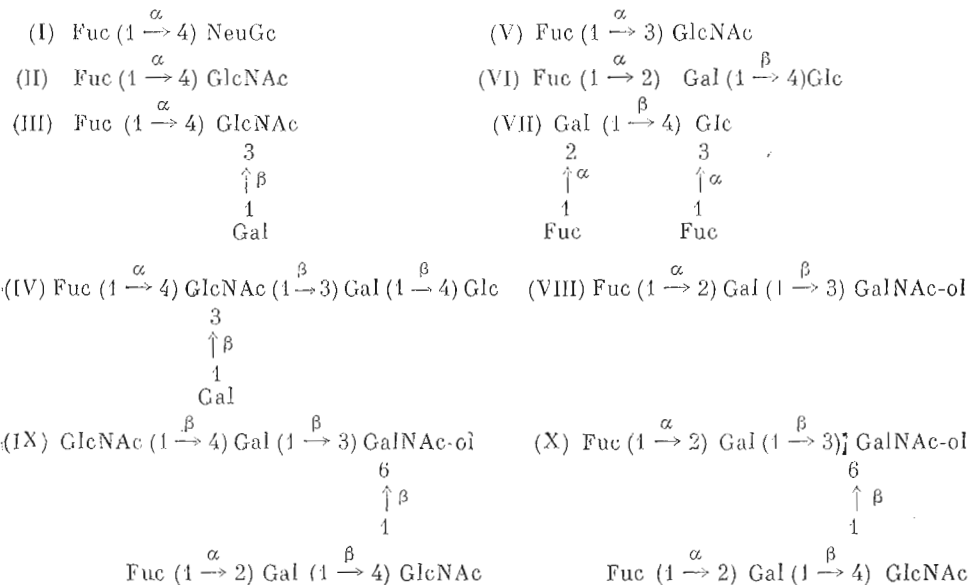 (I) Fuc (1 α→ 4) NeuGc
(II) Fuc (1 α→ 4) GlcNAc
(III) Fuc (1 α→ 4) GlcNAc
3
↑β
1
Gal
(IV) Fuc (1 α→ 4) GlcNAc (1 β→ 3) Gal (1 β→ 4) Glc
3
↑β
1
Gal
(V) Fuc (1 α→ 3) GlcNAc
(VI) Fuc (1 α→ 2) Gal (1 β→ 4)Glc
(VII) Gal (1 β→ 4) Glc
2 3
↑α ↑α
1 1
Fuc Fuc
(VIII) Fuc (1 α→ 2) Gal (1 β→ 3) GalNAc-ol
(IX) GlcNAc (1 β→ 4) Gal (1 β→ 3) GalNAc-ol
6
↑β
1
Fuc (1 α→ 2) Gal (1 β→ 4) GlcNAc
(X) Fuc (1 α→ 2) Gal (1 β→ 3) GalNAc-ol
6
↑β
1
Fuc (1 α→ 2) Gal (1 β→ 4) GlcNAc